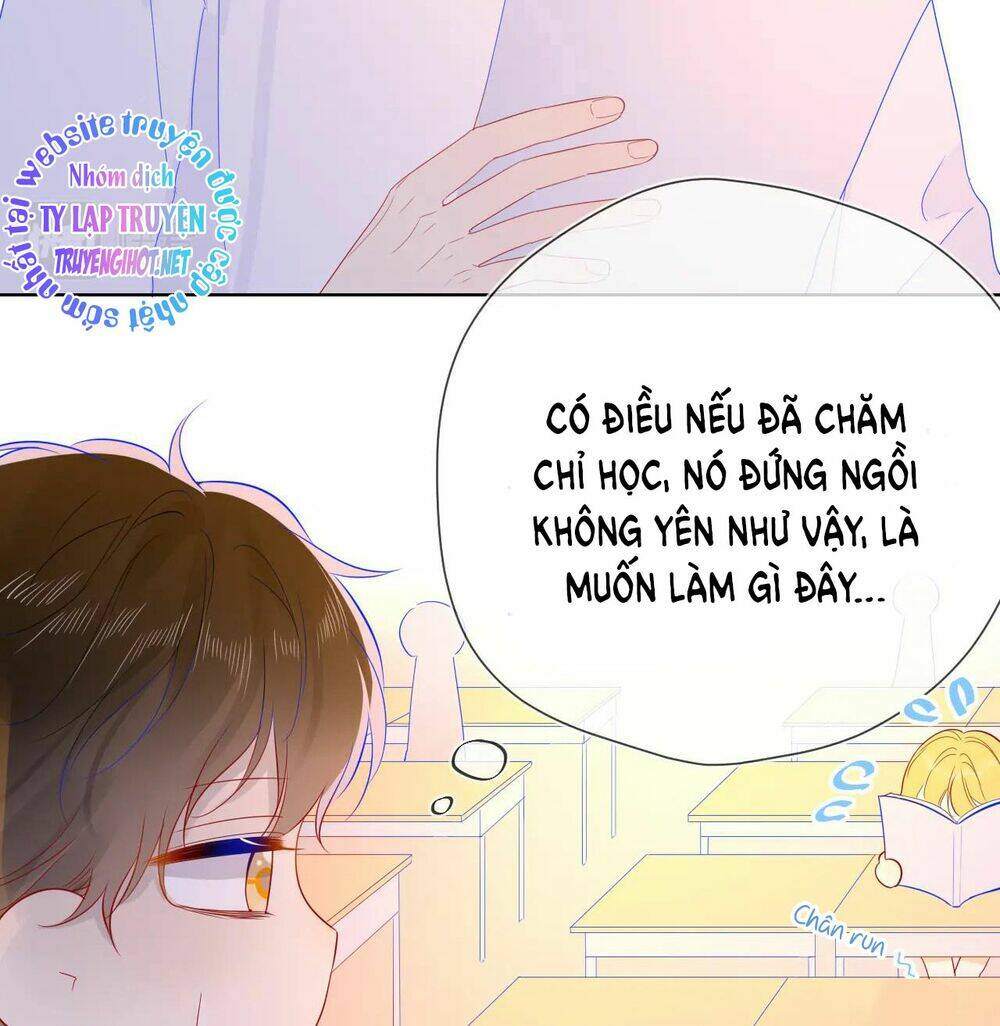 website truyện được cập nhật sớm nhất tại
Nhóm dịch
TY LAP TRUYỆN
TRUYENGIHOT.NET
CÓ ĐIỀU NẾU ĐÃ CHĂM
CHỈ HỌC, NÓ ĐỨNG NGỒI
KHÔNG YÊN NHƯ VẬY, LÀ
MUỐN LÀM GÌ ĐÂY...
Chân run